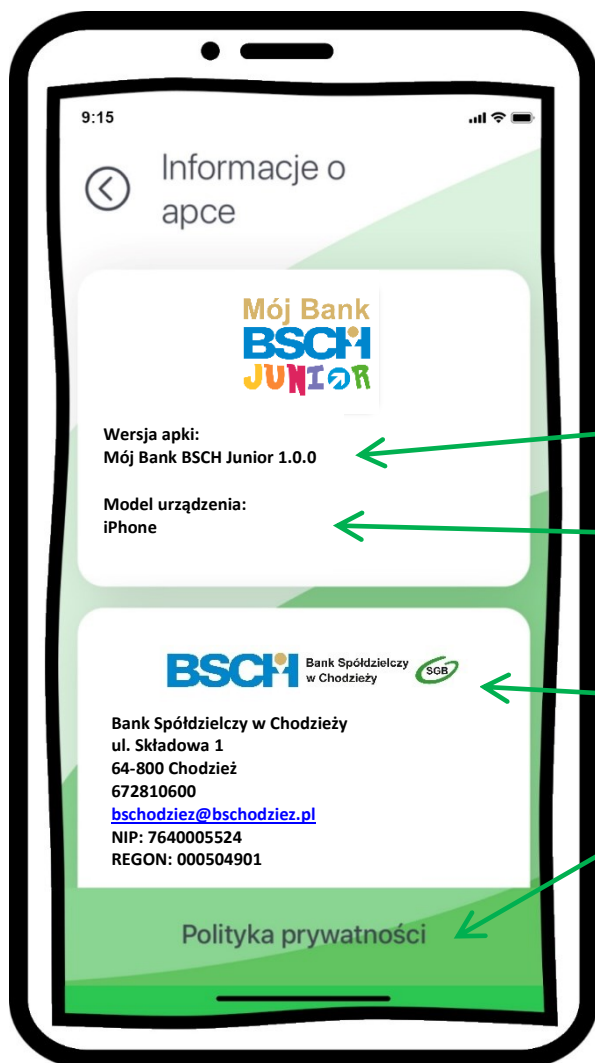 9:15
Informacje o
apce
Mój Bank
BSCH
JUNIOR
Wersja apki:
Mój Bank BSCH Junior 1.0.0
Model urządzenia:
iPhone
BSCH Bank Spółdzielczy
w Chodzieży
SGB
Bank Spółdzielczy w Chodzieży
ul. Składowa 1
64-800 Chodzież
672810600
bschodziez@bschodziez.pl
NIP: 7640005524
REGON: 000504901
Polityka prywatności